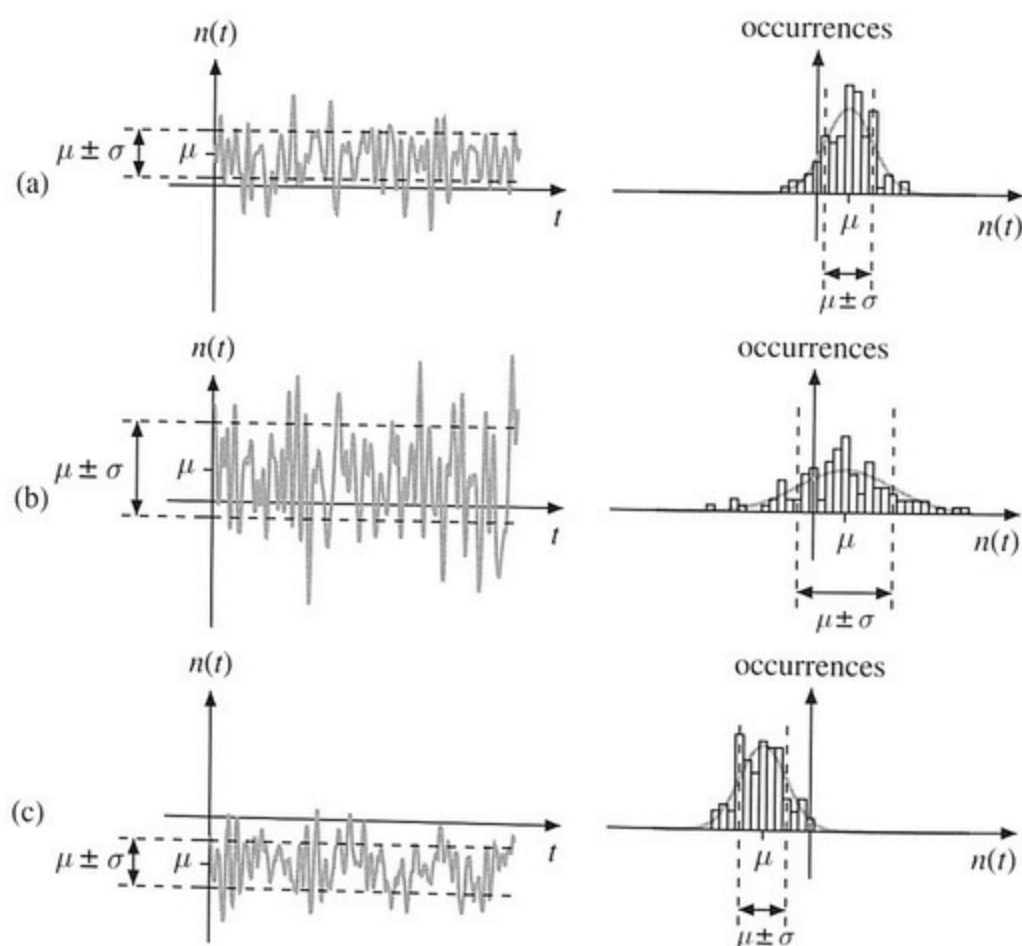 n(t)
occurrences
μ ± σ
μ
(a)
t
μ
n(t)
μ ± σ
n(t)
occurrences
μ ± σ
μ
(b)
t
μ
n(t)
μ ± σ
n(t)
occurrences
(c)
μ ± σ
μ
t
μ
n(t)
μ ± σ